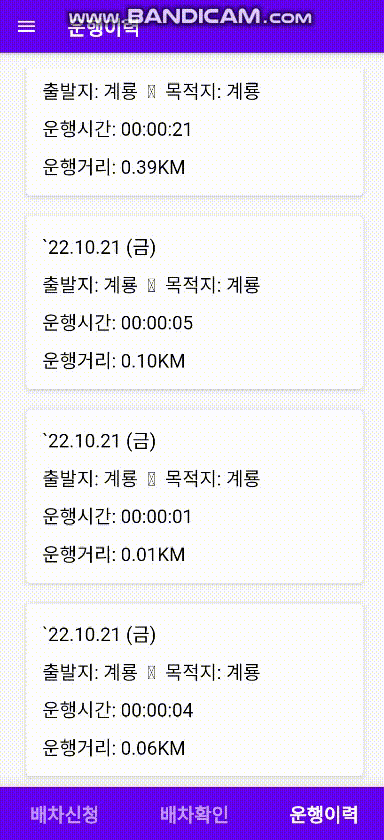 www.BANDICAM.com
운행이력
출발지: 계룡 목적지: 계룡
운행시간: 00:00:21
운행거리: 0.39KM
`22.10.21 (금)
출발지: 계룡 목적지: 계룡
운행시간: 00:00:05
운행거리: 0.10KM
`22.10.21 (금)
출발지: 계룡 목적지: 계룡
운행시간: 00:00:01
운행거리: 0.01KM
`22.10.21 (금)
출발지: 계룡 목적지: 계룡
운행시간: 00:00:04
운행거리: 0.06KM
배차신청 배차확인 운행이력